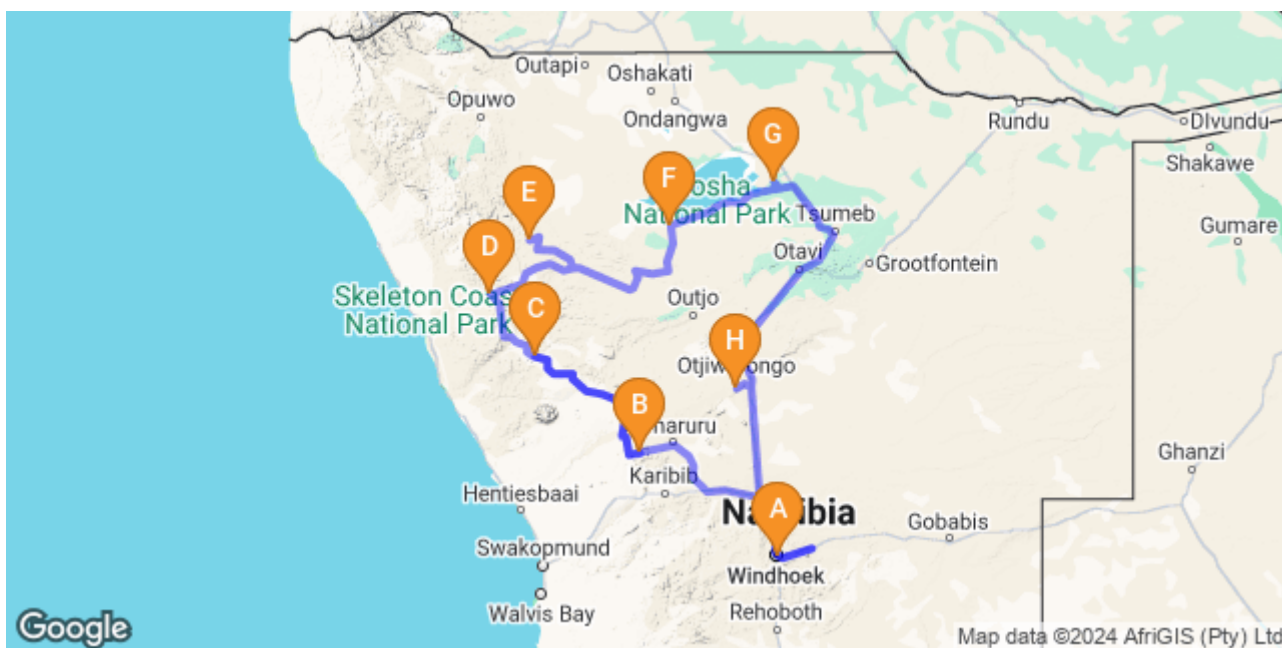 Outapi
Oshakati
Opuwo
Ondangwa
Rundu
DIvundu
Shakawe
G
F
E
osha
National Park
Tsumeb
Gumare
D
Otavi
Grootfontein
Skeleton Coas
National Park
C
Outjo
H
Otjiw
ongo
B
maruru
Ghanzi
Karibib
Hentiesbaai
A
Na
ibia
Gobabis
Swakopmund
Windhoek
Walvis Bay
Rehoboth
Google
Map data ©2024 AfriGIS (Pty) Ltd